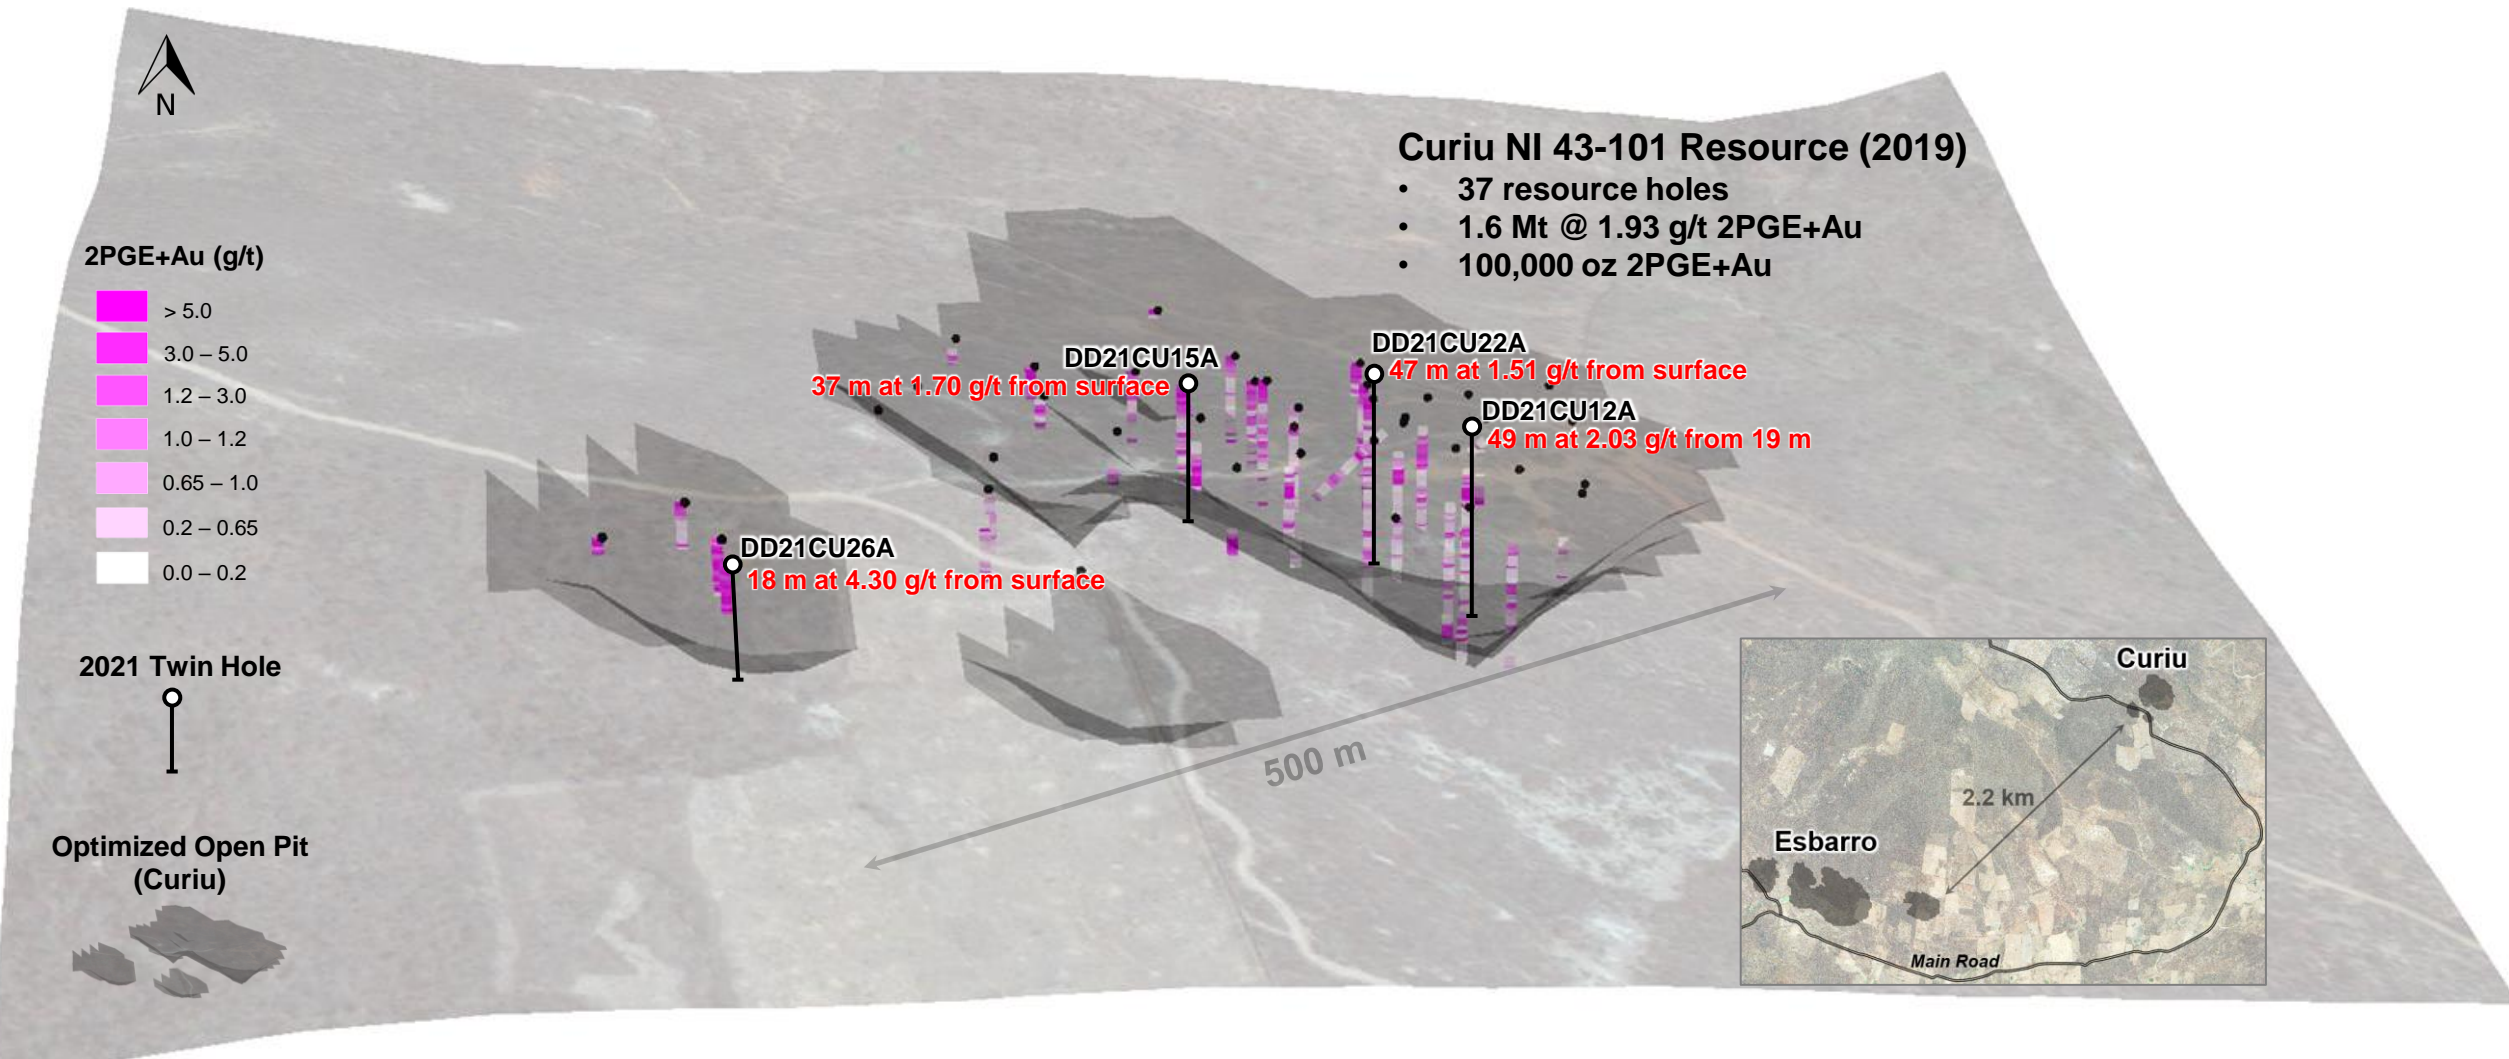 N
Curiu NI 43-101 Resource (2019)
• 37 resource holes
• 1.6 Mt @ 1.93 g/t 2PGE+Au
• 100,000 oz 2PGE+Au
2PGE+Au (g/t)
> 5.0
3.0 – 5.0
1.2 – 3.0
1.0 – 1.2
0.65 – 1.0
0.2 – 0.65
0.0 – 0.2
DD21CU15A
37 m at 1.70 g/t from surface
DD21CU22A
47 m at 1.51 g/t from surface
DD21CU12A
49 m at 2.03 g/t from 19 m
DD21CU26A
18 m at 4.30 g/t from surface
2021 Twin Hole
Optimized Open Pit
(Curiu)
500 m
Curiu
2.2 km
Esbarro
Main Road